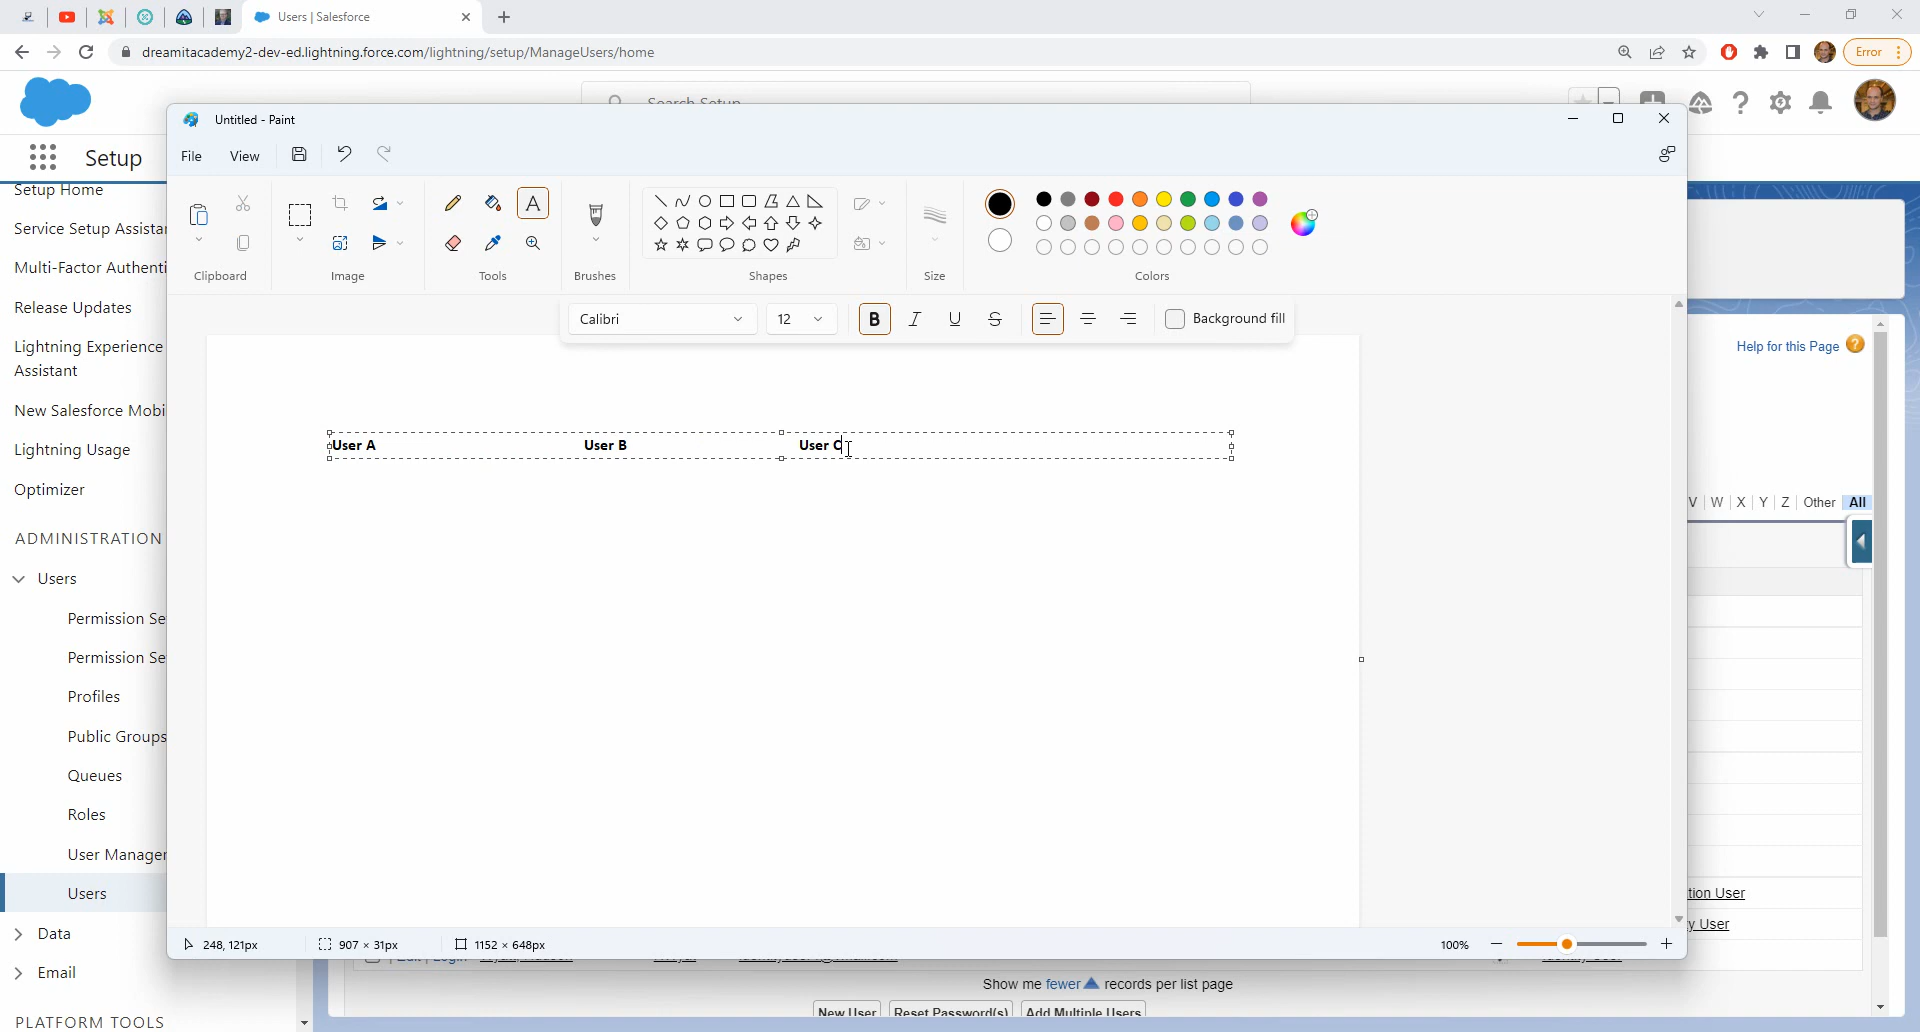 Users | Salesforce
dreamitacademy2-dev-ed.lightning.force.com/lightning/setup/ManageUsers/home
Error
Search Setup
Setup
Untitled - Paint
File View
Clipboard
Image
Tools
Brushes
Shapes
Size
Colors
Calibri
12
B
Background fill
Setup Home
Service Setup Assista
Multi-Factor Authenti
Release Updates
Lightning Experience
Assistant
New Salesforce Mobi
Lightning Usage
Optimizer
ADMINISTRATION
Users
Permission Se
Permission Se
Profiles
Public Groups
Queues
Roles
User Manager
Users
Data
Email
PLATFORM TOOLS
User A User B User C
Help for this Page
V | W | X | Y | Z | Other All
tion User
y User
248, 121px
907 × 31px
1152 × 648px
100%
Show me fewer records per list page
New User Reset Password(s) Add Multiple Users